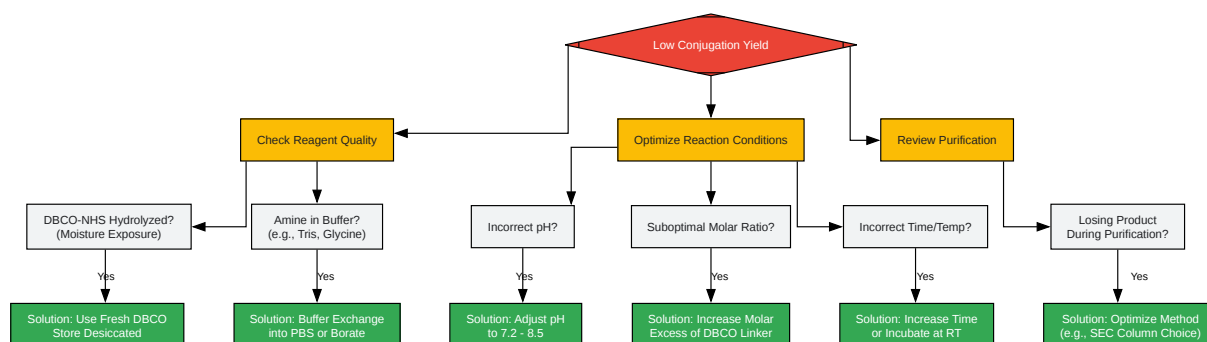 Low Conjugation Yield
Check Reagent Quality
Optimize Reaction Conditions
Review Purification
DBCO-NHS Hydrolyzed?
(Moisture Exposure)
Amine in Buffer?
(e.g., Tris, Glycine)
Incorrect pH?
Suboptimal Molar Ratio?
Incorrect Time/Temp?
Losing Product
During Purification?
Yes
Yes
Yes
Yes
Yes
Yes
Solution: Use Fresh DBCO
Store Desiccated
Solution: Buffer Exchange
into PBS or Borate
Solution: Adjust pH
to 7.2 - 8.5
Solution: Increase Molar
Excess of DBCO Linker
Solution: Increase Time
or Incubate at RT
Solution: Optimize Method
(e.g., SEC Column Choice)